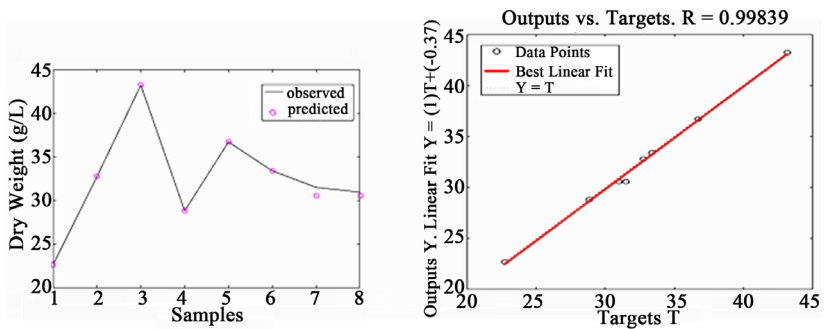 Outputs vs. Targets. R = 0.99839
45
40
35
30
25
20
1
2
3
4
5
6
7
8
Dry Weight (g/L)
Samples
observed
predicted
Outputs Y. Linear Fit Y = (1)T+(-0.37)
45
40
35
30
25
20
20
25
30
35
40
45
Targets T
Data Points
Best Linear Fit
Y = T